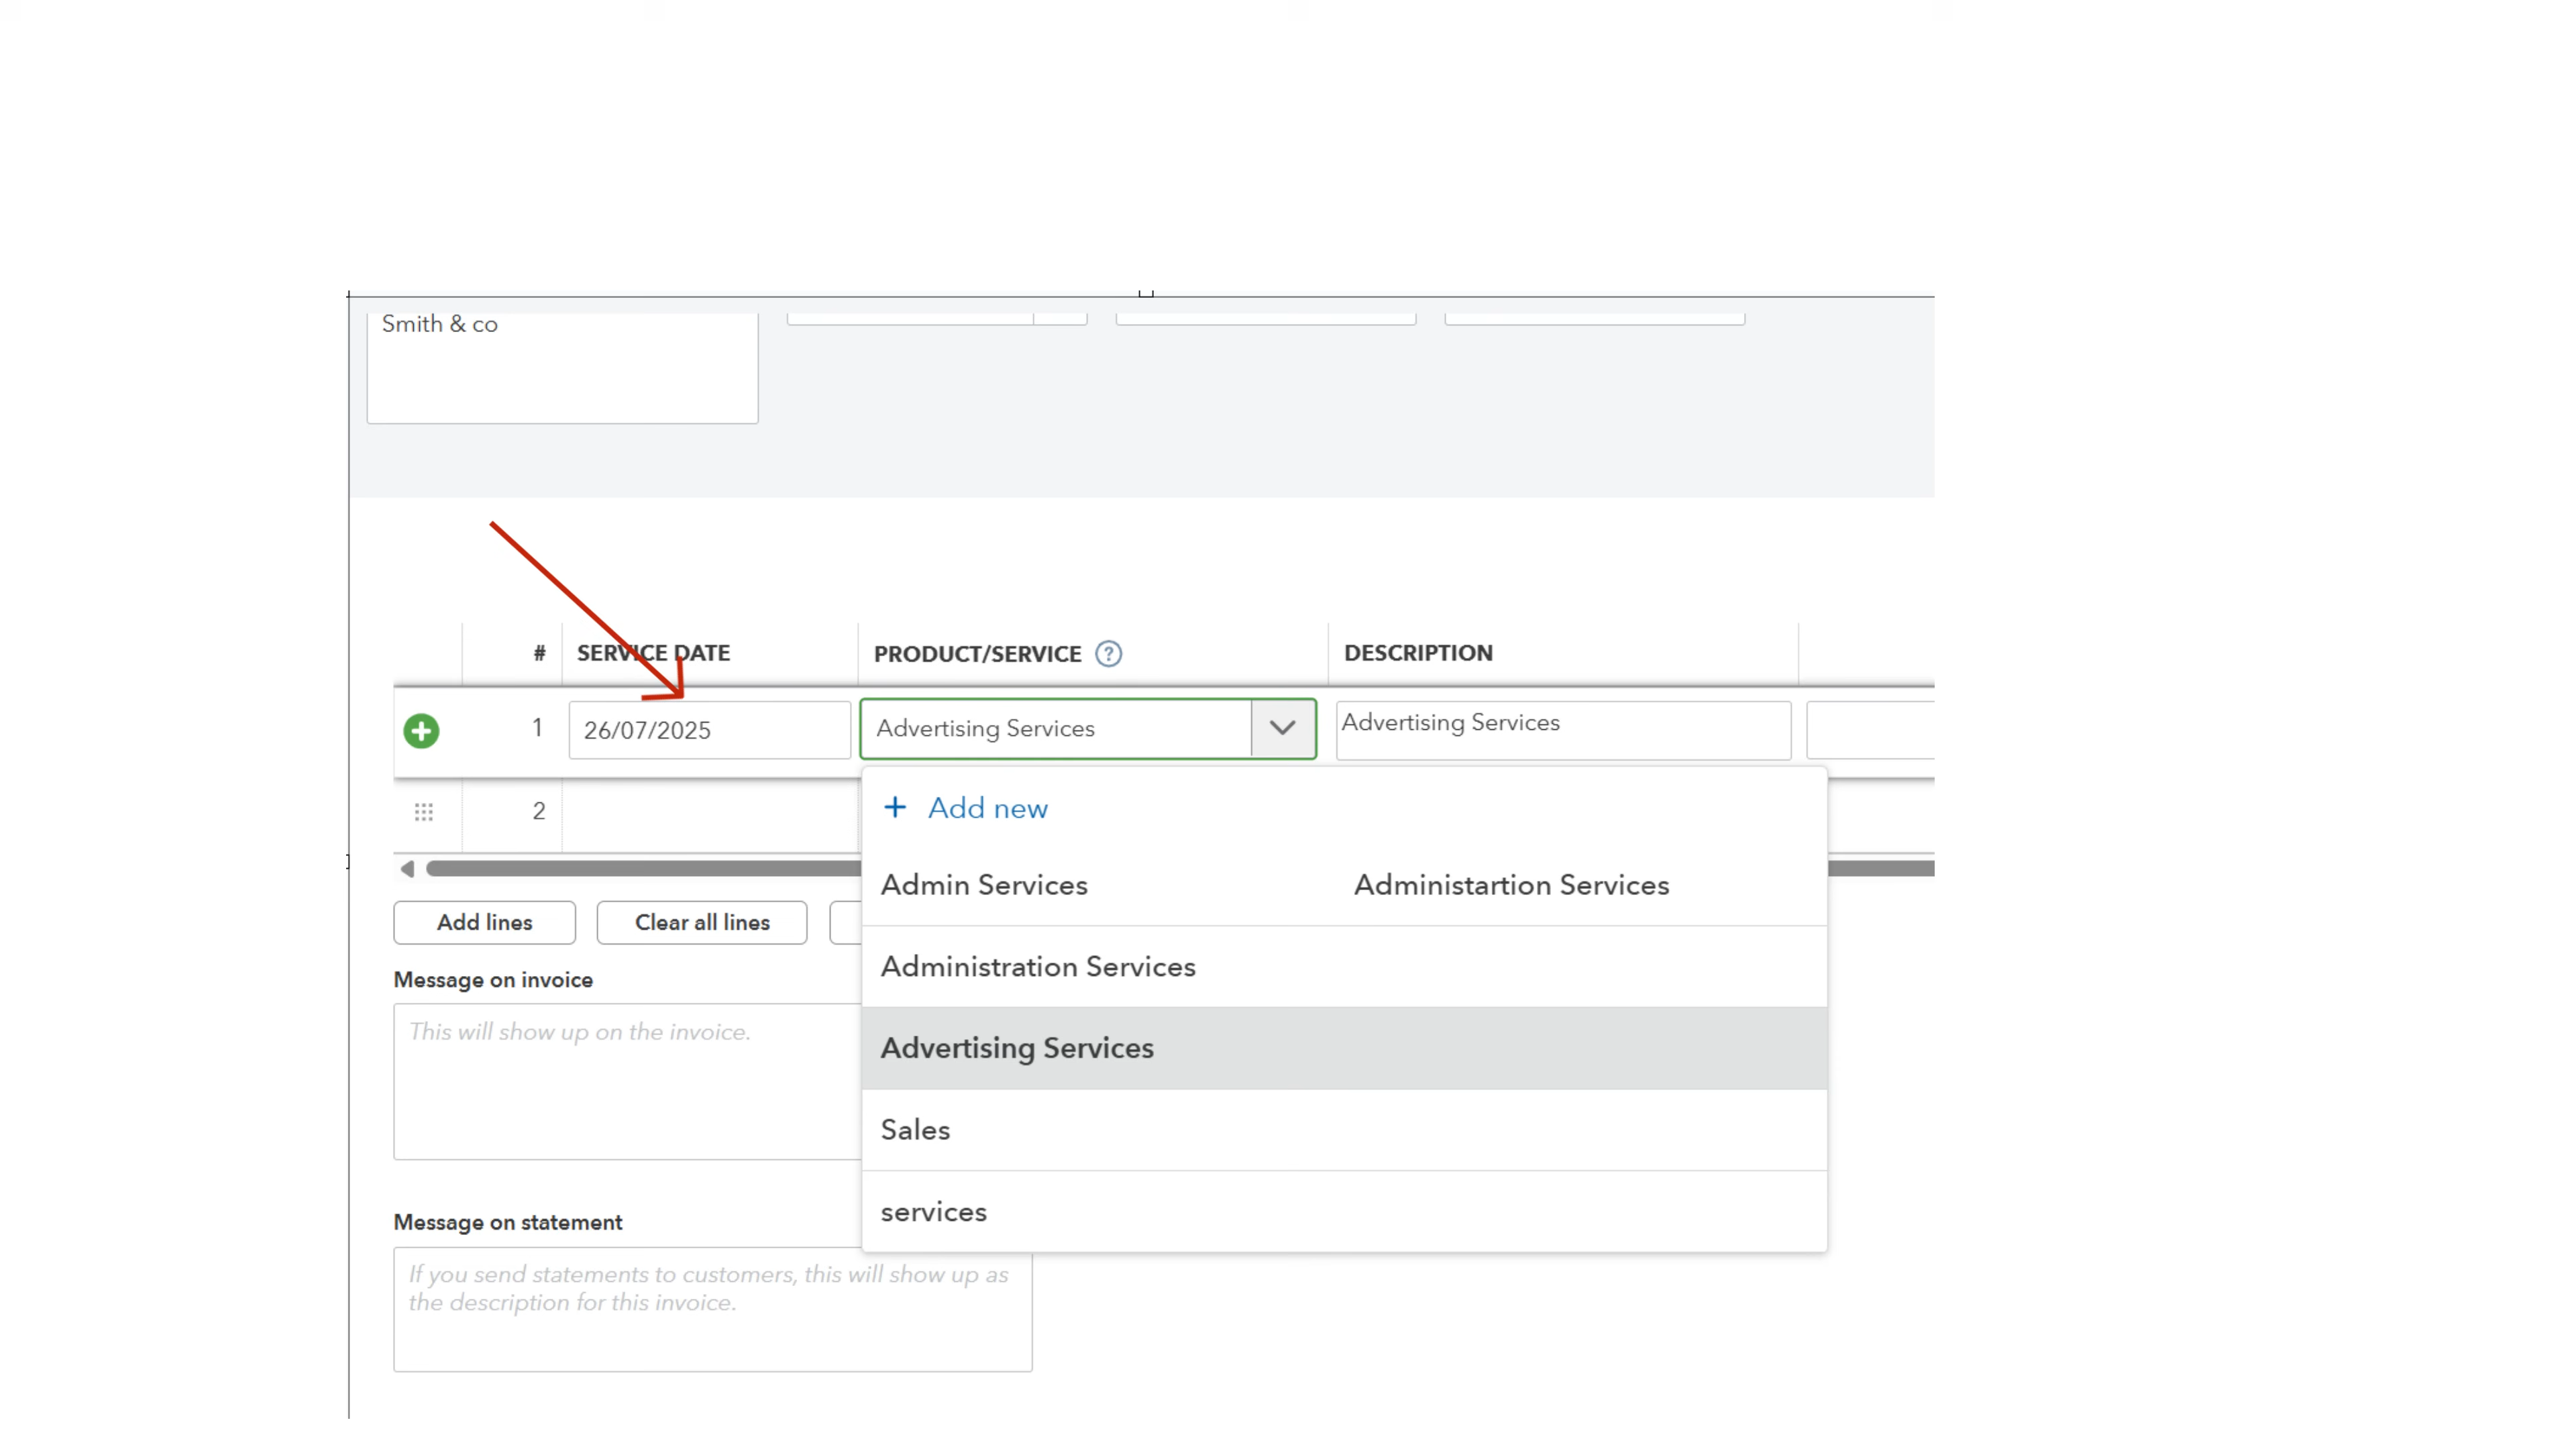 Smith & co
# SERVICE DATE PRODUCT/SERVICE ? DESCRIPTION
1 26/07/2025 Advertising Services Advertising Services
2
+ Add new
Admin Services Administartion Services
Administration Services
Advertising Services
Sales
services
Add lines Clear all lines
Message on invoice
This will show up on the invoice.
Message on statement
If you send statements to customers, this will show up as
the description for this invoice.